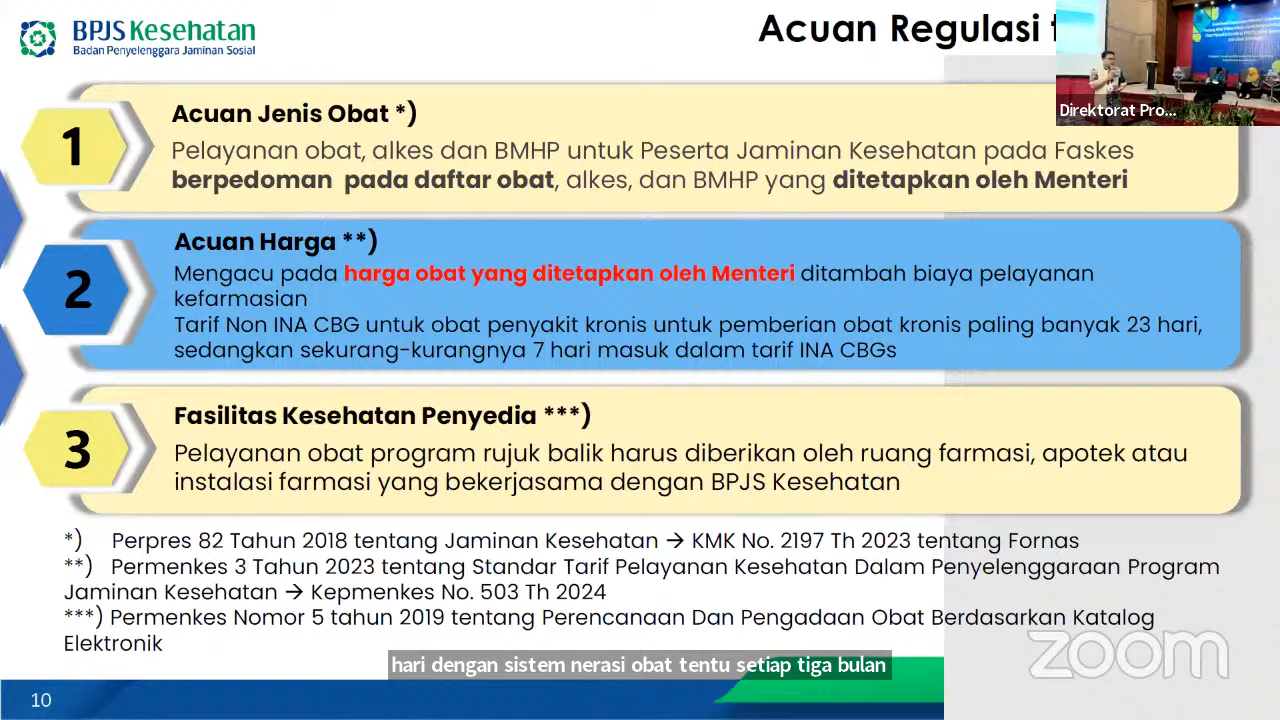 BPJS Kesehatan
Badan Penyelenggara Jaminan Sosial
Acuan Regulasi
Direktorat Pro...
1
Acuan Jenis Obat *)
Pelayanan obat, alkes dan BMHP untuk Peserta Jaminan Kesehatan pada Faskes
berpedoman pada daftar obat, alkes, dan BMHP yang ditetapkan oleh Menteri
2
Acuan Harga **)
Mengacu pada harga obat yang ditetapkan oleh Menteri ditambah biaya pelayanan
kefarmasian
Tarif Non INA CBG untuk obat penyakit kronis untuk pemberian obat kronis paling banyak 23 hari,
sedangkan sekurang-kurangnya 7 hari masuk dalam tarif INA CBGs
3
Fasilitas Kesehatan Penyedia ***)
Pelayanan obat program rujuk balik harus diberikan oleh ruang farmasi, apotek atau
instalasi farmasi yang bekerjasama dengan BPJS Kesehatan
*) Perpres 82 Tahun 2018 tentang Jaminan Kesehatan → KMK No. 2197 Th 2023 tentang Fornas
**) Permenkes 3 Tahun 2023 tentang Standar Tarif Pelayanan Kesehatan Dalam Penyelenggaraan Program
Jaminan Kesehatan → Kepmenkes No. 503 Th 2024
***) Permenkes Nomor 5 tahun 2019 tentang Perencanaan Dan Pengadaan Obat Berdasarkan Katalog
Elektronik
hari dengan sistem nerasi obat tentu setiap tiga bulan
zoom
10